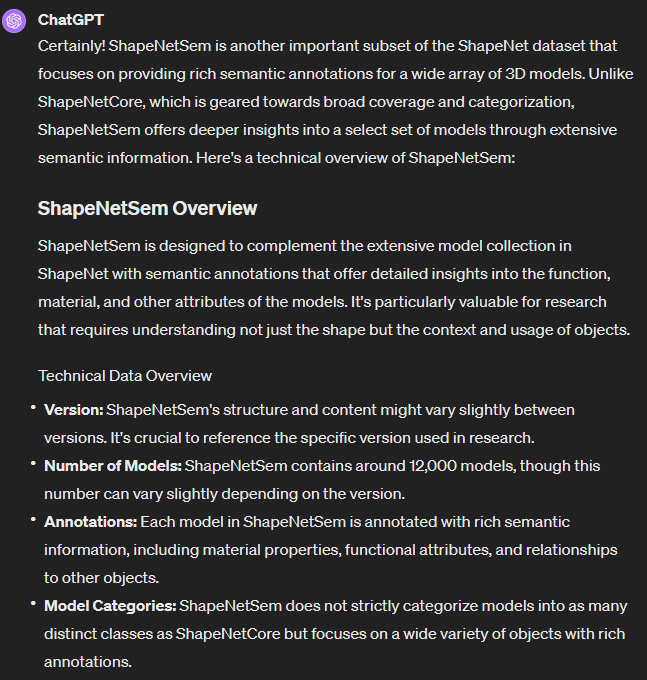 ChatGPT
Certainly! ShapeNetSem is another important subset of the ShapeNet dataset that
focuses on providing rich semantic annotations for a wide array of 3D models. Unlike
ShapeNetCore, which is geared towards broad coverage and categorization,
ShapeNetSem offers deeper insights into a select set of models through extensive
semantic information. Here's a technical overview of ShapeNetSem:
ShapeNetSem Overview
ShapeNetSem is designed to complement the extensive model collection in
ShapeNet with semantic annotations that offer detailed insights into the function,
material, and other attributes of the models. It's particularly valuable for research
that requires understanding not just the shape but the context and usage of objects.
Technical Data Overview
• Version: ShapeNetSem's structure and content might vary slightly between
versions. It's crucial to reference the specific version used in research.
• Number of Models: ShapeNetSem contains around 12,000 models, though this
number can vary slightly depending on the version.
• Annotations: Each model in ShapeNetSem is annotated with rich semantic
information, including material properties, functional attributes, and relationships
to other objects.
• Model Categories: ShapeNetSem does not strictly categorize models into as many
distinct classes as ShapeNetCore but focuses on a wide variety of objects with rich
annotations.